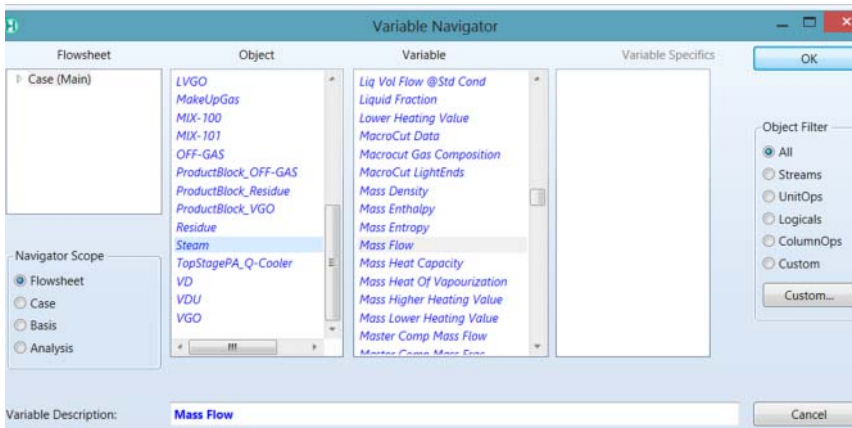 Variable Navigator
Flowsheet
Case (Main)
Navigator Scope
Flowsheet
Case
Basis
Analysis
Object
LVGO
MakeUpGas
MIX-100
MIX-101
OFF-GAS
ProductBlock_OFF-GAS
ProductBlock_Residue
ProductBlock_VGO
Residue
Steam
TopStagePA_Q-Cooler
VD
VDU
VGO
Variable
Liq Vol Flow @Std Cond
Liquid Fraction
Lower Heating Value
MacroCut Data
Macrocut Gas Composition
MacroCut LightEnds
Mass Density
Mass Enthalpy
Mass Entropy
Mass Flow
Mass Heat Capacity
Mass Heat Of Vapourization
Mass Higher Heating Value
Mass Lower Heating Value
Master Comp Mass Flow
Master Comp Mass Frac
Variable Specifics
OK
Object Filter
All
Streams
UnitOps
Logicals
ColumnOps
Custom
Custom...
Variable Description: Mass Flow
Cancel